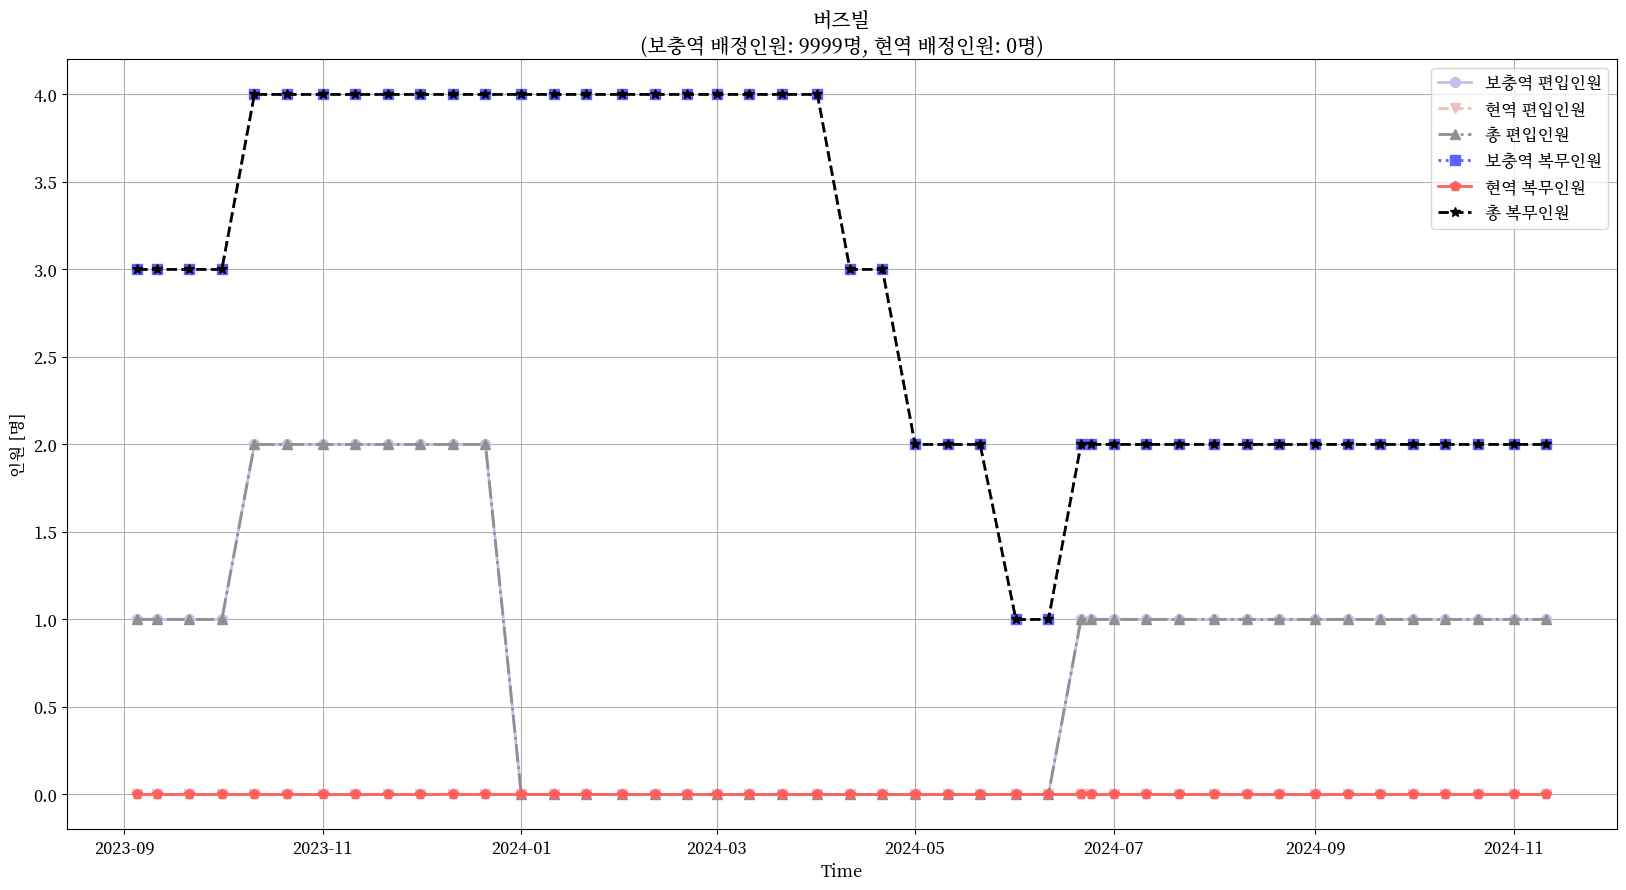 버즈빌
(보충역 배정인원: 9999명, 현역 배정인원: 0명)
보충역 편입인원
현역 편입인원
총 편입인원
보충역 복무인원
현역 복무인원
총 복무인원
인원 [명]
4.0
3.5
3.0
2.5
2.0
1.5
1.0
0.5
0.0
2023-09
2023-11
2024-01
2024-03
2024-05
2024-07
2024-09
2024-11
Time